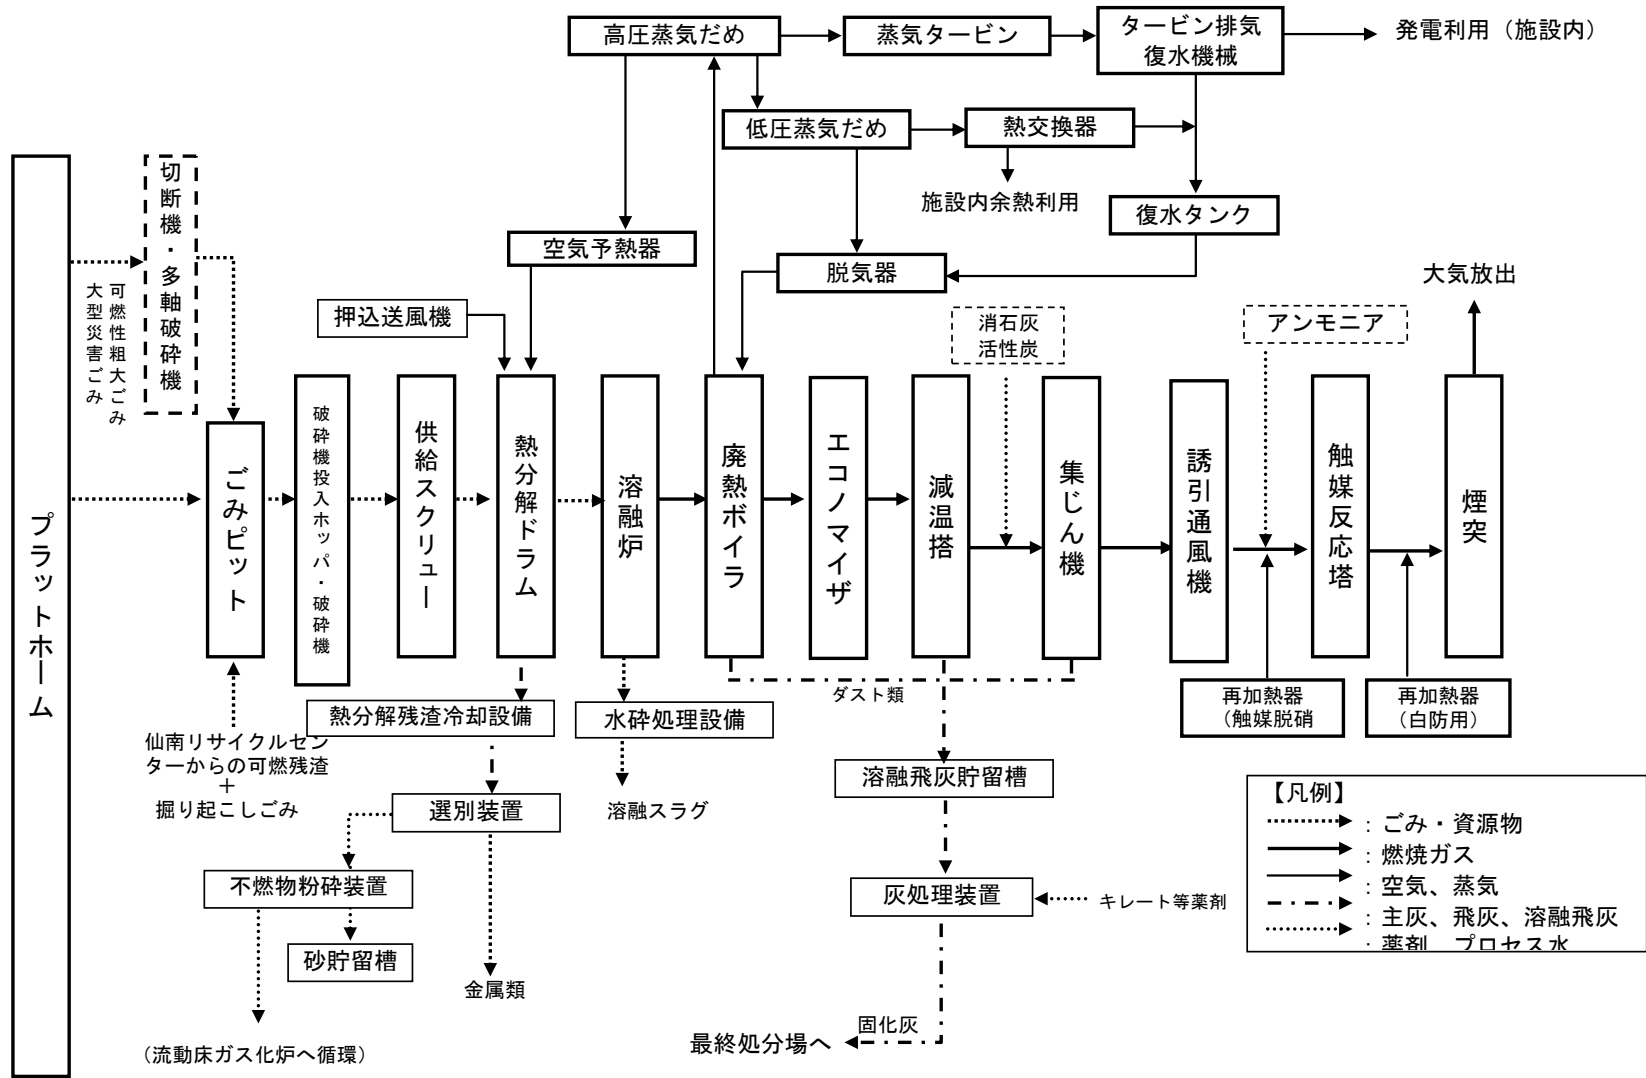 高圧蒸気だめ
蒸気タービン
タービン排気
復水機械
発電利用（施設内）
低圧蒸気だめ
熱交換器
施設内余熱利用
復水タンク
空気予熱器
脱気器
押込送風機
プラットホーム
切断機・多軸破砕機
可燃性粗大ごみ
大型災害ごみ
消石灰
活性炭
アンモニア
大気放出
ごみピット
破砕機投入ホッパ・破砕機
供給スクリュー
熱分解ドラム
溶融炉
廃熱ボイラ
エコノマイザ
減温搭
集じん機
誘引通風機
触媒反応塔
煙突
ダスト類
再加熱器
（触媒脱硝
再加熱器
（白防用）
熱分解残渣冷却設備
水砕処理設備
仙南リサイクルセン
ターからの可燃残渣
＋
掘り起こしごみ
選別装置
溶融スラグ
溶融飛灰貯留槽
不燃物粉砕装置
灰処理装置
キレート等薬剤
砂貯留槽
金属類
（流動床ガス化炉へ循環）
固化灰
最終処分場へ
【凡例】
：ごみ・資源物
：燃焼ガス
：空気、蒸気
：主灰、飛灰、溶融飛灰
：薬剤、プロセス水